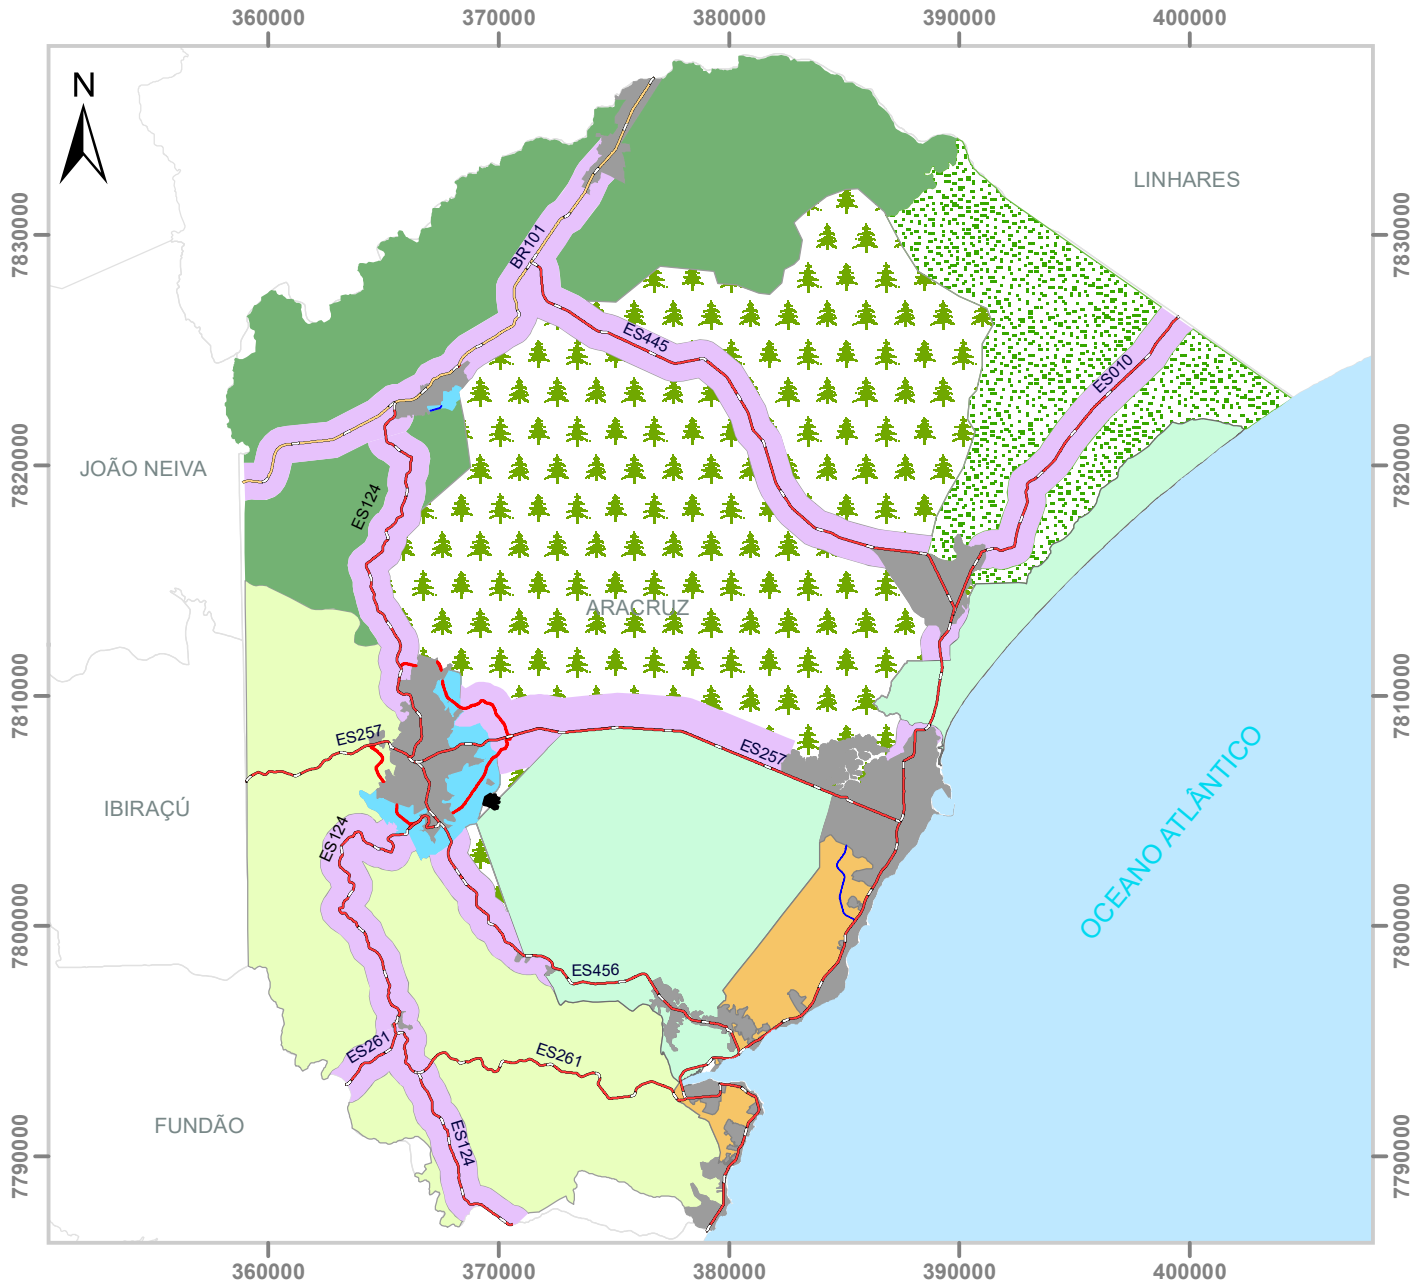 360000 370000 380000 390000 400000
N
LINHARES
7830000
7830000
BR101
ES445
ES010
JOÃO NEIVA
7820000
7820000
ES124
ARACRUZ
7810000
7810000
ES257
ES257
OCEANO ATLÂNTICO
IBIRAÇÚ
ES124
7800000
7800000
ES456
ES261
ES261
FUNDÃO
ES124
7790000
7790000
360000 370000 380000 390000 400000